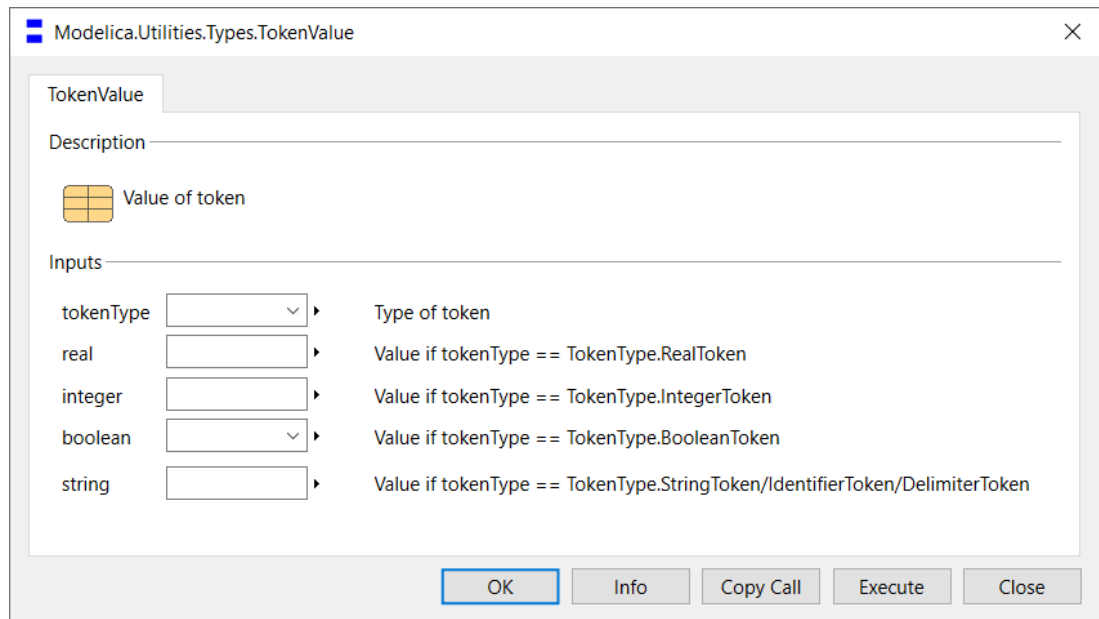 Modelica.Utilities.Types.TokenValue
TokenValue
Description
Value of token
Inputs
tokenType Type of token
real Value if tokenType == TokenType.RealToken
integer Value if tokenType == TokenType.IntegerToken
boolean Value if tokenType == TokenType.BooleanToken
string Value if tokenType == TokenType.StringToken/IdentifierToken/DelimiterToken
OK Info Copy Call Execute Close